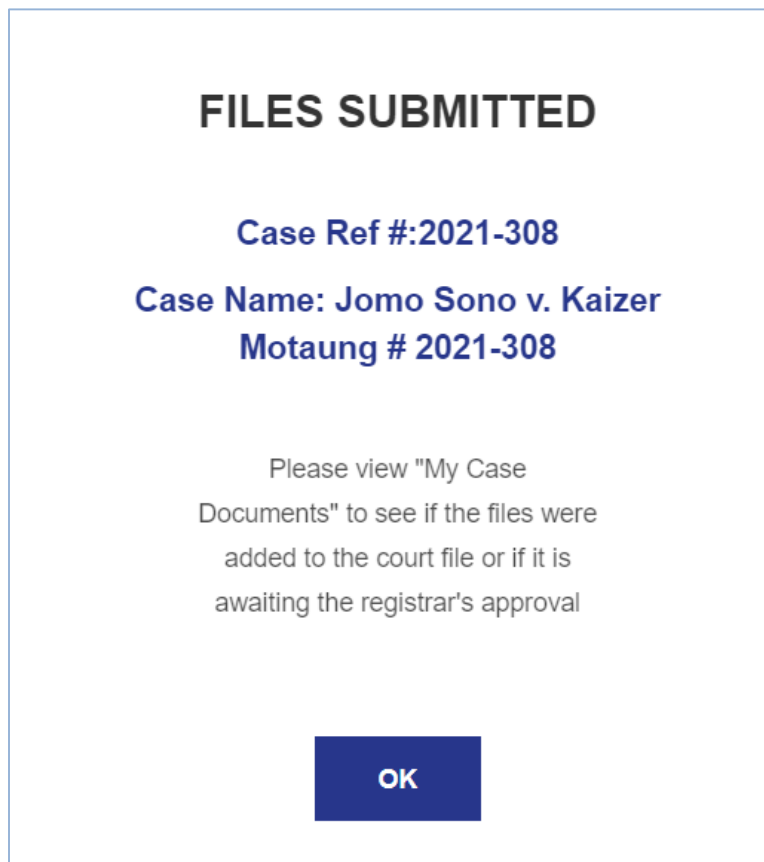 FILES SUBMITTED
Case Ref #:2021-308
Case Name: Jomo Sono v. Kaizer
Motaung # 2021-308
Please view "My Case
Documents" to see if the files were
added to the court file or if it is
awaiting the registrar's approval
OK